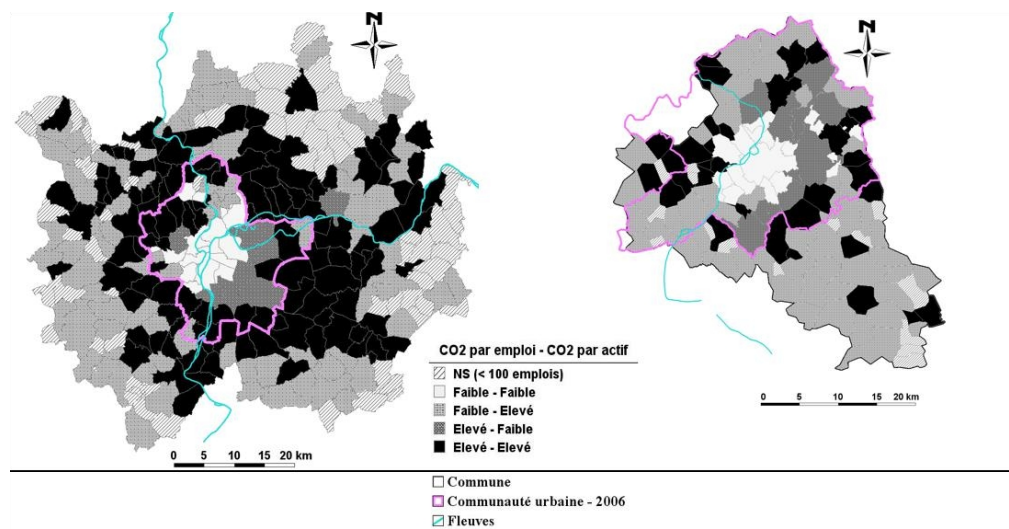 N
N
CO2 par emploi - CO2 par actif
NS (< 100 emplois)
Faible - Faible
Faible - Elevé
Elevé - Faible
Elevé - Elevé
0 5 10 15 20 km
0 5 10 15 20 km
Commune
Communauté urbaine - 2006
Fleuves